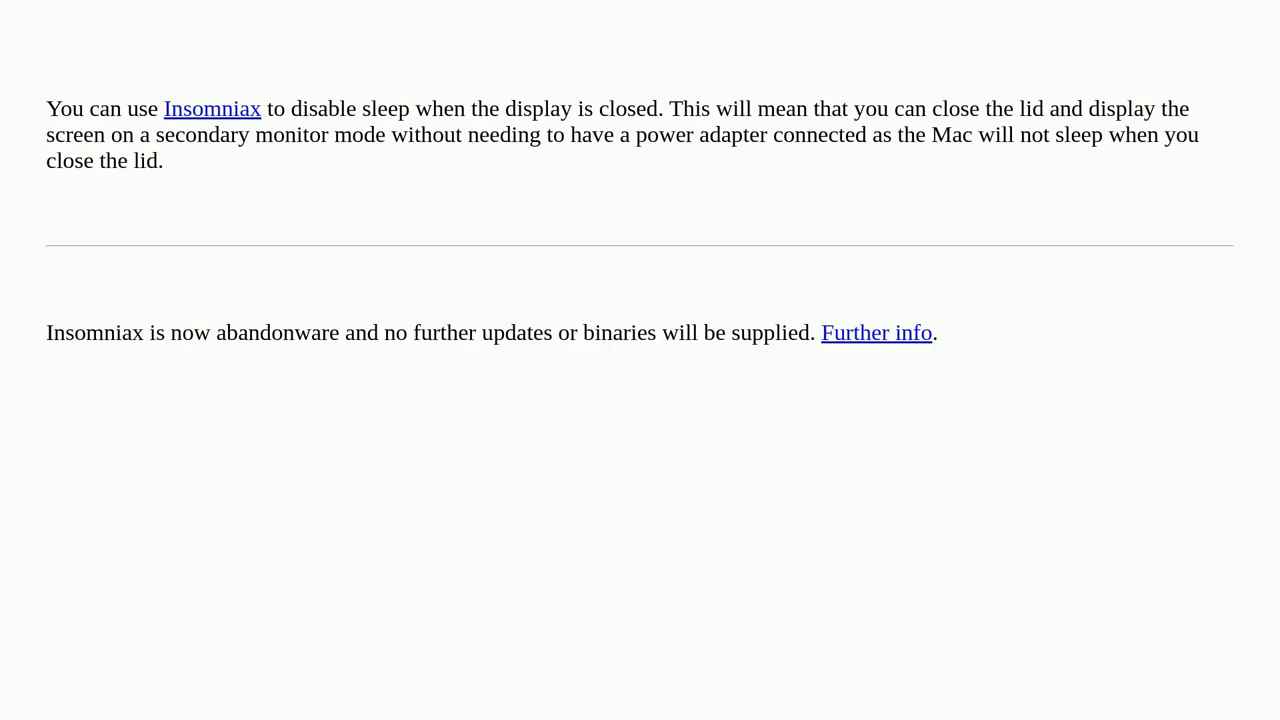 You can use Insomniax to disable sleep when the display is closed. This will mean that you can close the lid and display the
screen on a secondary monitor mode without needing to have a power adapter connected as the Mac will not sleep when you
close the lid.
Insomniax is now abandonware and no further updates or binaries will be supplied. Further info.